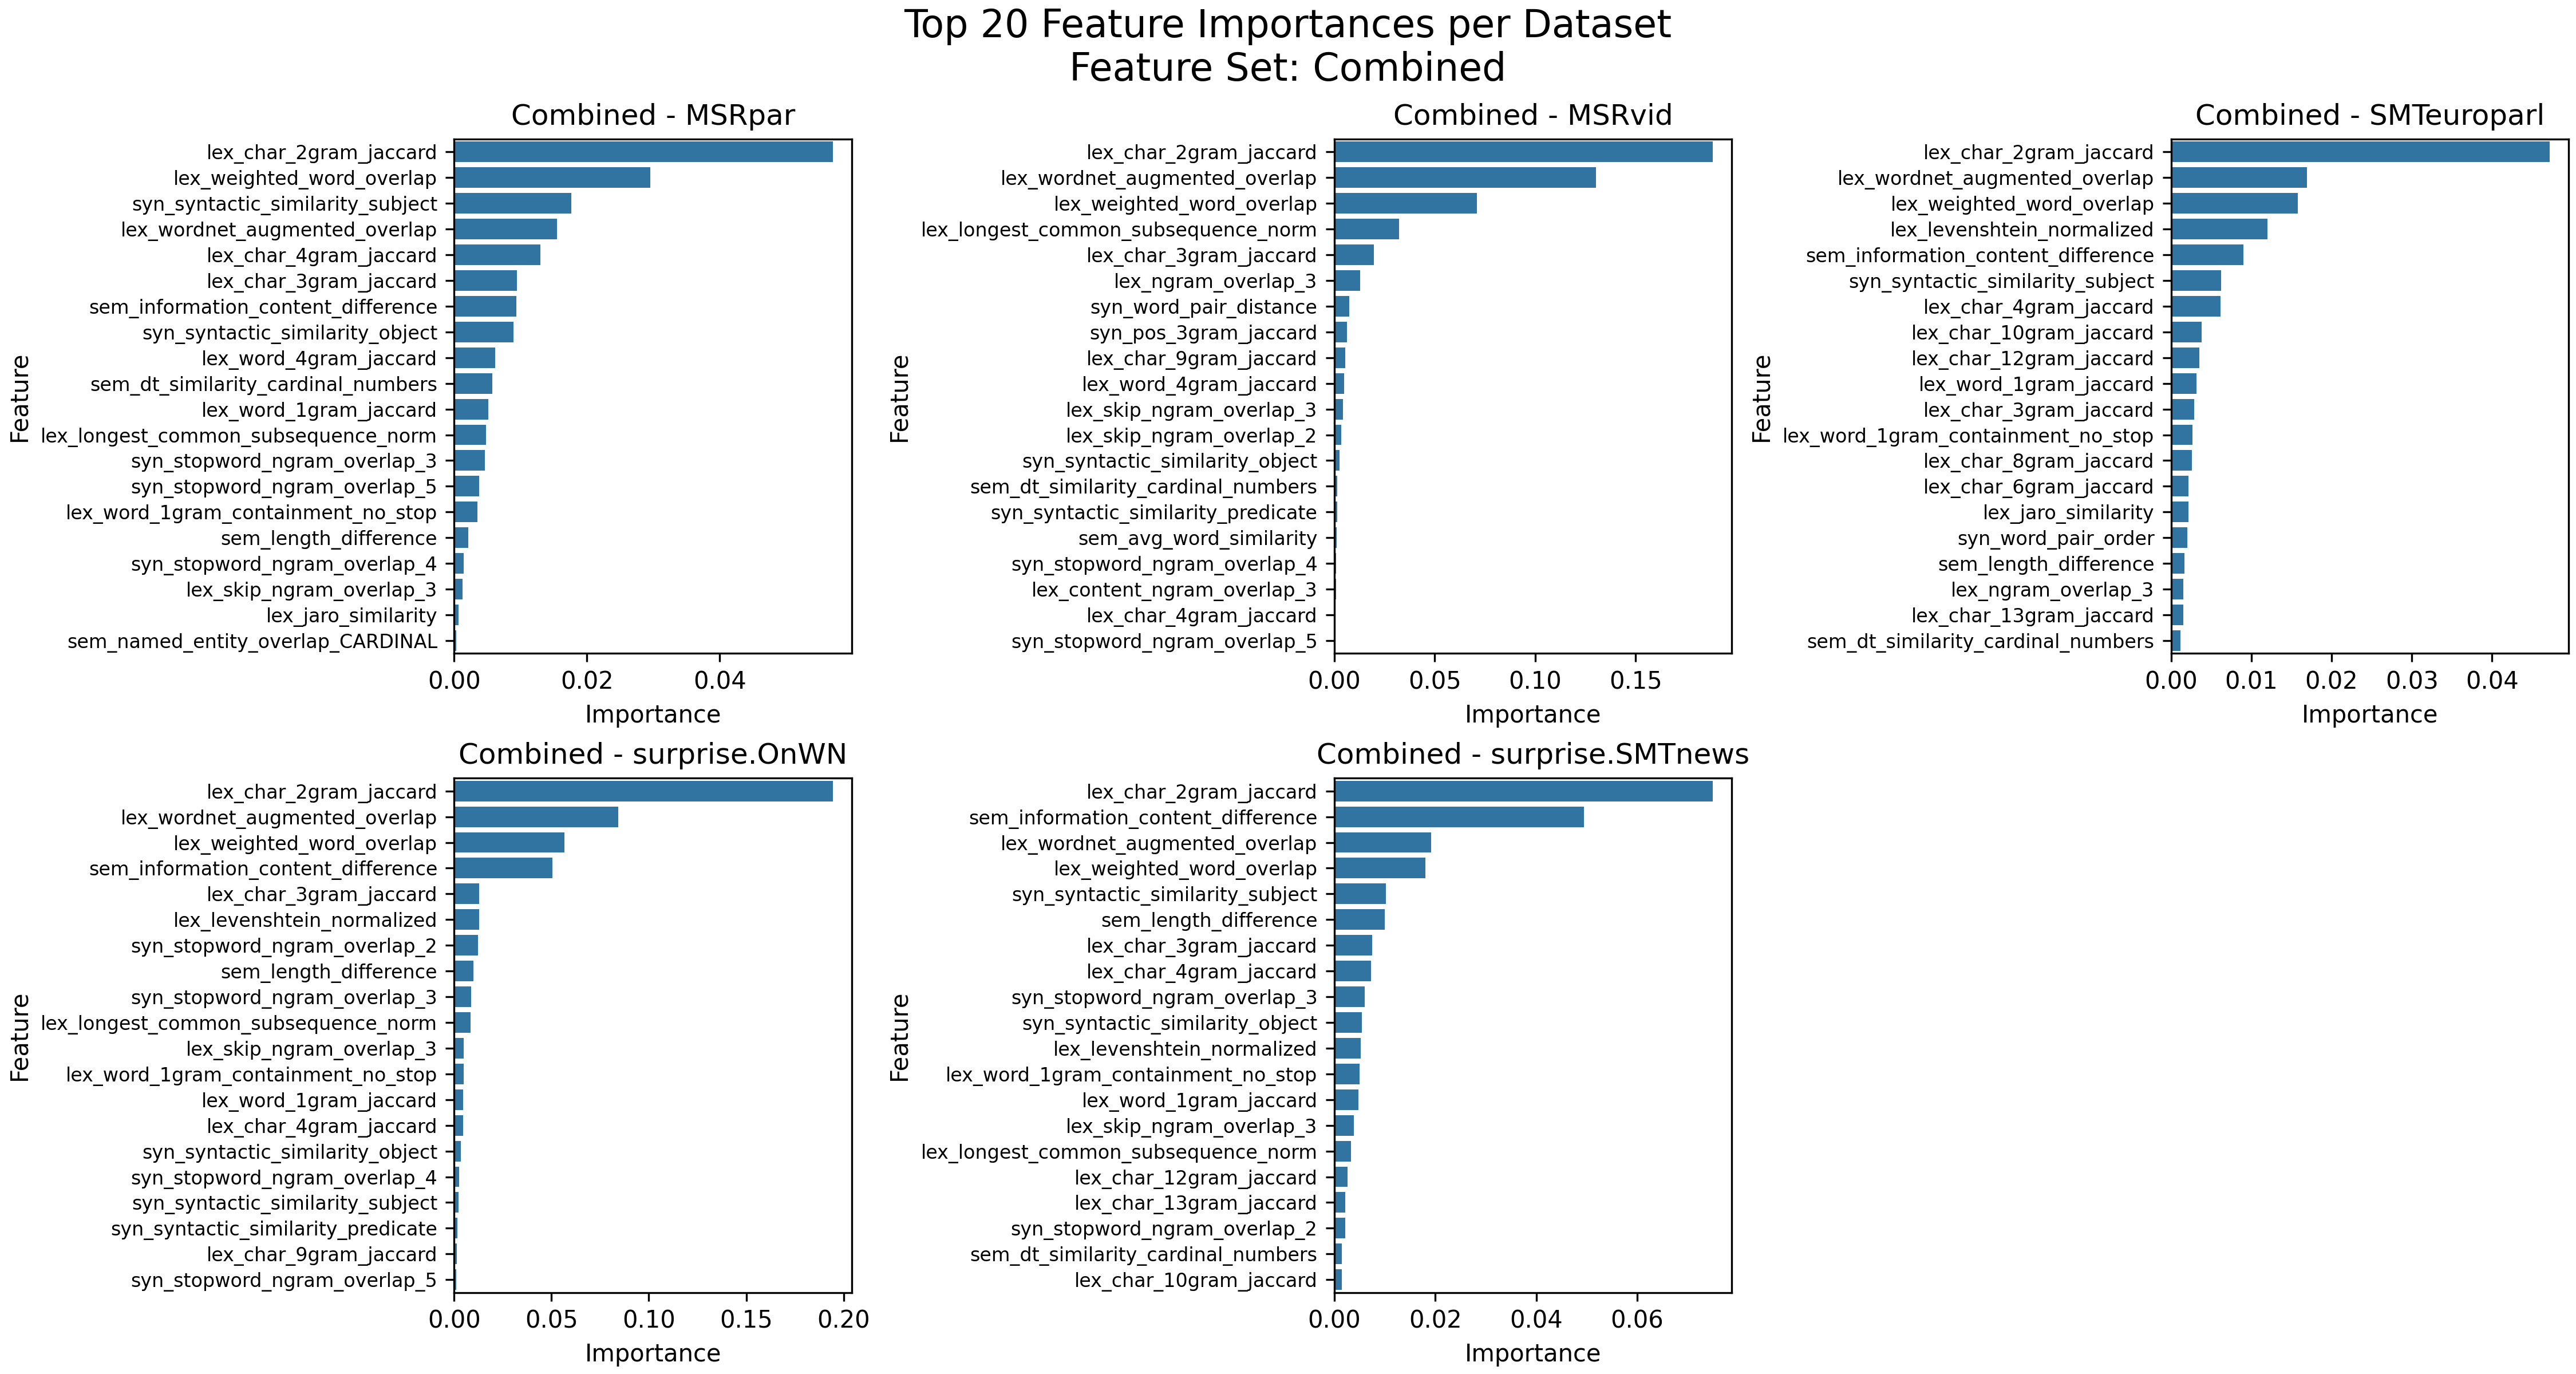 Top 20 Feature Importances per Dataset
Feature Set: Combined
Combined - MSRpar
Feature
lex_char_2gram_jaccard
lex_weighted_word_overlap
syn_syntactic_similarity_subject
lex_wordnet_augmented_overlap
lex_char_4gram_jaccard
lex_char_3gram_jaccard
sem_information_content_difference
syn_syntactic_similarity_object
lex_word_4gram_jaccard
sem_dt_similarity_cardinal_numbers
lex_word_1gram_jaccard
lex_longest_common_subsequence_norm
syn_stopword_ngram_overlap_3
syn_stopword_ngram_overlap_5
lex_word_1gram_containment_no_stop
sem_length_difference
syn_stopword_ngram_overlap_4
lex_skip_ngram_overlap_3
lex_jaro_similarity
sem_named_entity_overlap_CARDINAL
0.00 0.02 0.04
Importance
Combined - MSRvid
Feature
lex_char_2gram_jaccard
lex_wordnet_augmented_overlap
lex_weighted_word_overlap
lex_longest_common_subsequence_norm
lex_char_3gram_jaccard
lex_ngram_overlap_3
syn_word_pair_distance
syn_pos_3gram_jaccard
lex_char_9gram_jaccard
lex_word_4gram_jaccard
lex_skip_ngram_overlap_3
lex_skip_ngram_overlap_2
syn_syntactic_similarity_object
sem_dt_similarity_cardinal_numbers
syn_syntactic_similarity_predicate
sem_avg_word_similarity
syn_stopword_ngram_overlap_4
lex_content_ngram_overlap_3
lex_char_4gram_jaccard
syn_stopword_ngram_overlap_5
0.00 0.05 0.10 0.15
Importance
Combined - SMTeuroparl
Feature
lex_char_2gram_jaccard
lex_wordnet_augmented_overlap
lex_weighted_word_overlap
lex_levenshtein_normalized
sem_information_content_difference
syn_syntactic_similarity_subject
lex_char_4gram_jaccard
lex_char_10gram_jaccard
lex_char_12gram_jaccard
lex_word_1gram_jaccard
lex_char_3gram_jaccard
lex_word_1gram_containment_no_stop
lex_char_8gram_jaccard
lex_char_6gram_jaccard
lex_jaro_similarity
syn_word_pair_order
sem_length_difference
lex_ngram_overlap_3
lex_char_13gram_jaccard
sem_dt_similarity_cardinal_numbers
0.00 0.01 0.02 0.03 0.04
Importance
Combined - surprise.OnWN
Feature
lex_char_2gram_jaccard
lex_wordnet_augmented_overlap
lex_weighted_word_overlap
sem_information_content_difference
lex_char_3gram_jaccard
lex_levenshtein_normalized
syn_stopword_ngram_overlap_2
sem_length_difference
syn_stopword_ngram_overlap_3
lex_longest_common_subsequence_norm
lex_skip_ngram_overlap_3
lex_word_1gram_containment_no_stop
lex_word_1gram_jaccard
lex_char_4gram_jaccard
syn_syntactic_similarity_object
syn_stopword_ngram_overlap_4
syn_syntactic_similarity_subject
syn_syntactic_similarity_predicate
lex_char_9gram_jaccard
syn_stopword_ngram_overlap_5
0.00 0.05 0.10 0.15 0.20
Importance
Combined - surprise.SMTnews
Feature
lex_char_2gram_jaccard
sem_information_content_difference
lex_wordnet_augmented_overlap
lex_weighted_word_overlap
syn_syntactic_similarity_subject
sem_length_difference
lex_char_3gram_jaccard
lex_char_4gram_jaccard
syn_stopword_ngram_overlap_3
syn_syntactic_similarity_object
lex_levenshtein_normalized
lex_word_1gram_containment_no_stop
lex_word_1gram_jaccard
lex_skip_ngram_overlap_3
lex_longest_common_subsequence_norm
lex_char_12gram_jaccard
lex_char_13gram_jaccard
syn_stopword_ngram_overlap_2
sem_dt_similarity_cardinal_numbers
lex_char_10gram_jaccard
0.00 0.02 0.04 0.06
Importance